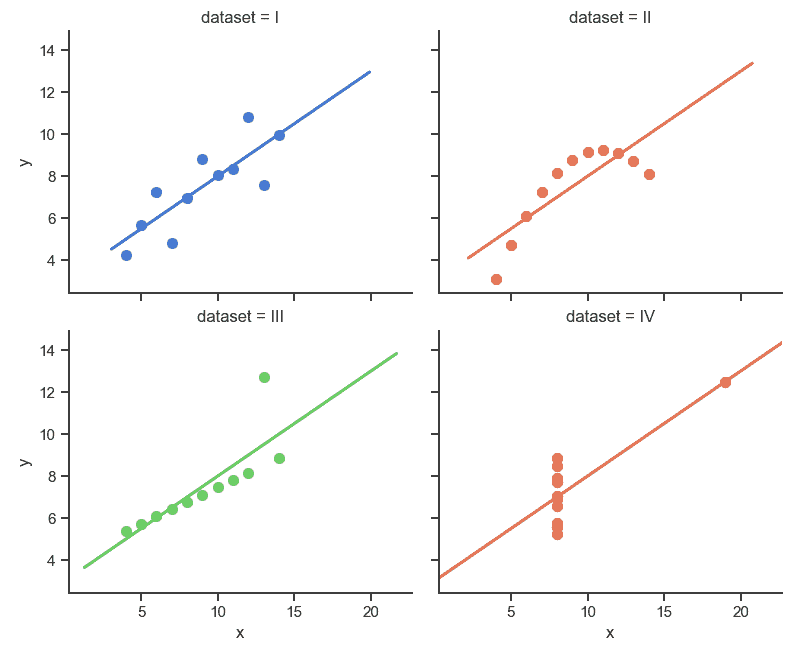 dataset = I
dataset = II
14
12
10
8
6
4
y
dataset = III
dataset = IV
14
12
10
8
6
4
y
5
10
15
20
5
10
15
20
x
x